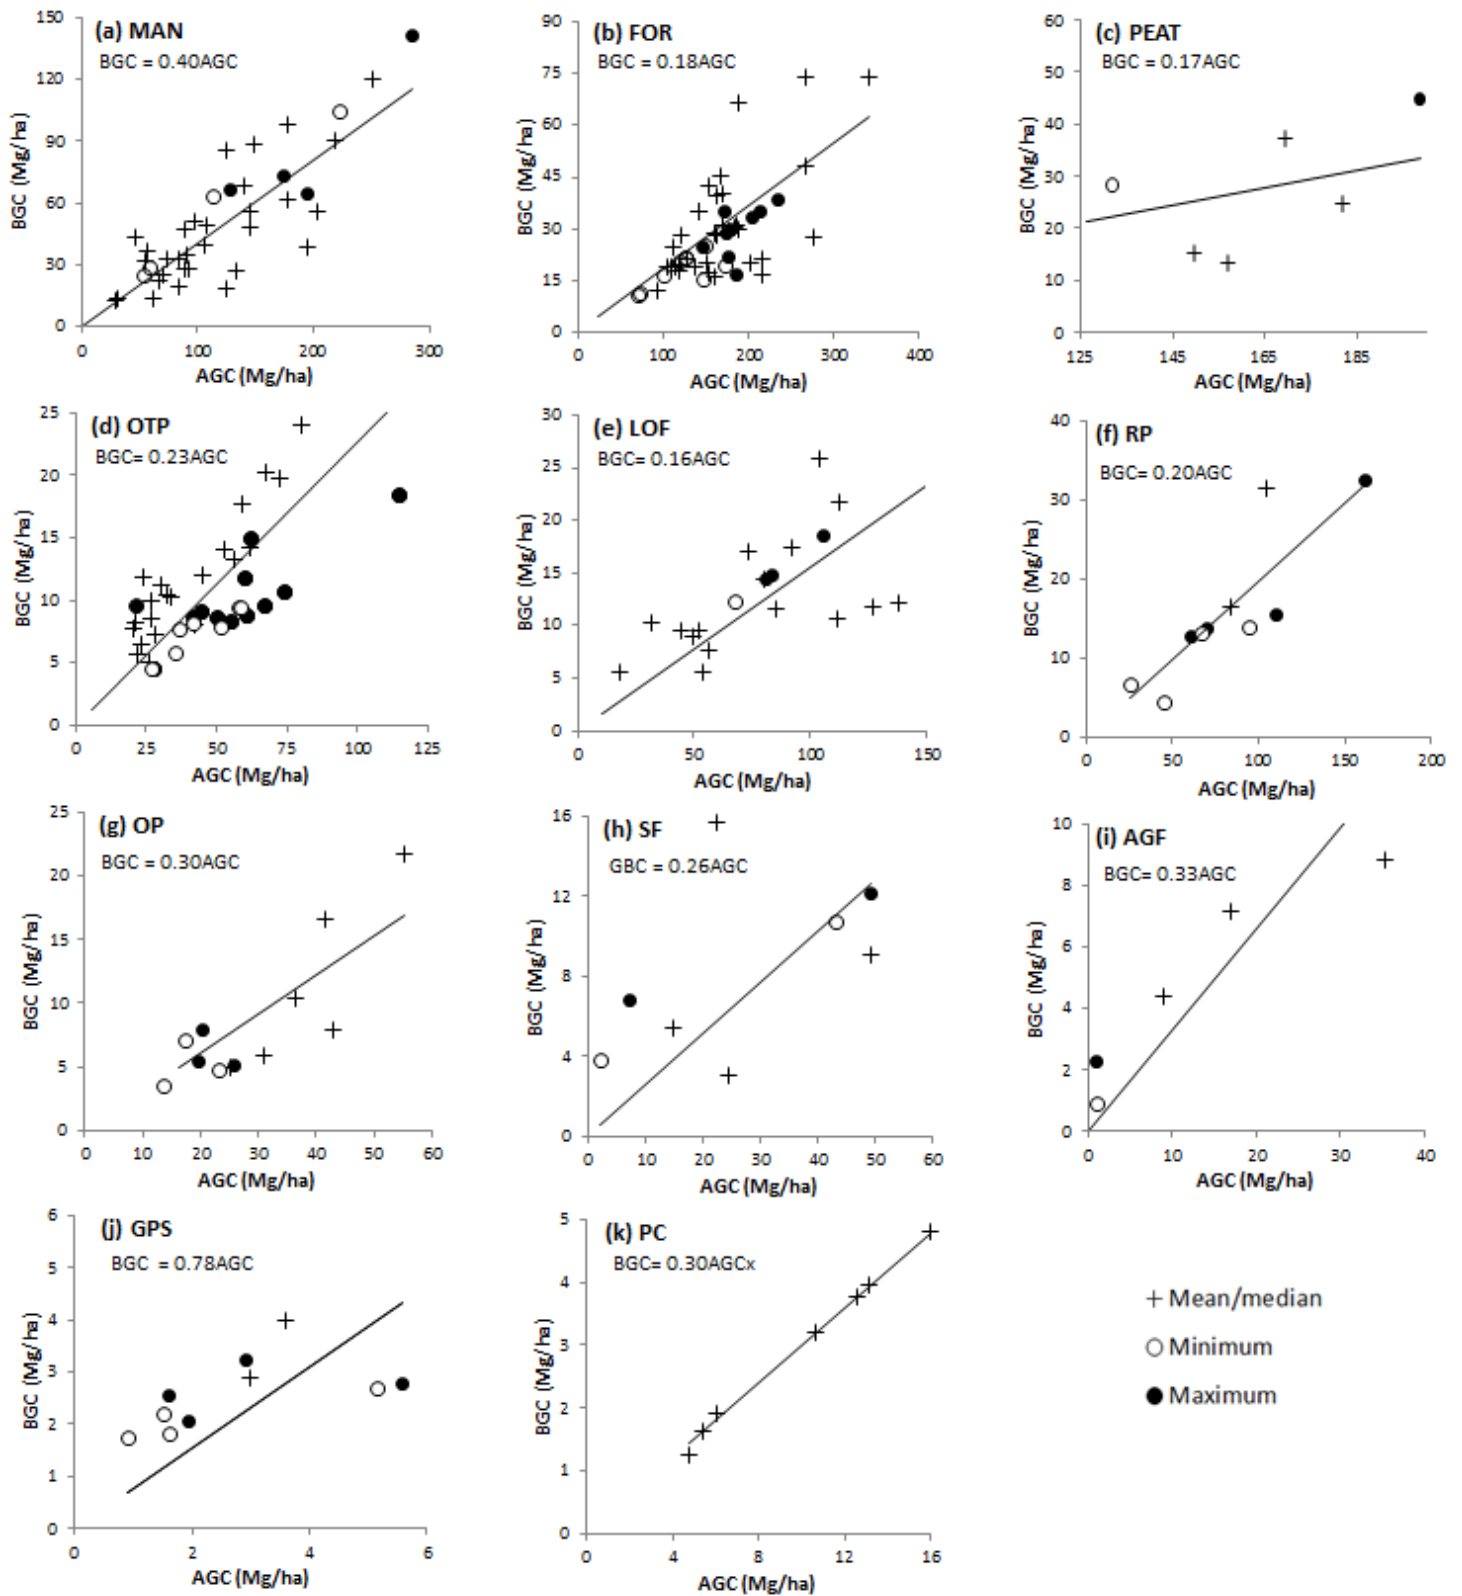 (a) MAN
BGC = 0.40AGC
150
120
90
60
30
0
BGC (Mg/ha)
0 100 200 300
AGC (Mg/ha)
(b) FOR
BGC = 0.18AGC
90
75
60
45
30
15
0
BGC (Mg/ha)
0 100 200 300 400
AGC (Mg/ha)
(c) PEAT
BGC = 0.17AGC
60
50
40
30
20
10
0
BGC (Mg/ha)
125 145 165 185
AGC (Mg/ha)
(d) OTP
BGC= 0.23AGC
25
20
15
10
5
0
BGC (Mg/ha)
0 25 50 75 100 125
AGC (Mg/ha)
(e) LOF
BGC= 0.16AGC
30
25
20
15
10
5
0
BGC (Mg/ha)
0 50 100 150
AGC (Mg/ha)
(f) RP
BGC= 0.20AGC
40
30
20
10
0
BGC (Mg/ha)
0 50 100 150 200
AGC (Mg/ha)
(g) OP
BGC = 0.30AGC
25
20
15
10
5
0
BGC (Mg/ha)
0 10 20 30 40 50 60
AGC (Mg/ha)
(h) SF
GBC = 0.26AGC
16
12
8
4
0
BGC (Mg/ha)
0 10 20 30 40 50 60
AGC (Mg/ha)
(i) AGF
BGC= 0.33AGC
10
8
6
4
2
0
BGC (Mg/ha)
0 10 20 30 40
AGC (Mg/ha)
(j) GPS
BGC = 0.78AGC
6
5
4
3
2
1
0
BGC (Mg/ha)
0 2 4 6
AGC (Mg/ha)
(k) PC
BGC= 0.30AGCx
5
4
3
2
1
0
BGC (Mg/ha)
0 4 8 12 16
AGC (Mg/ha)
Mean/median
Minimum
Maximum